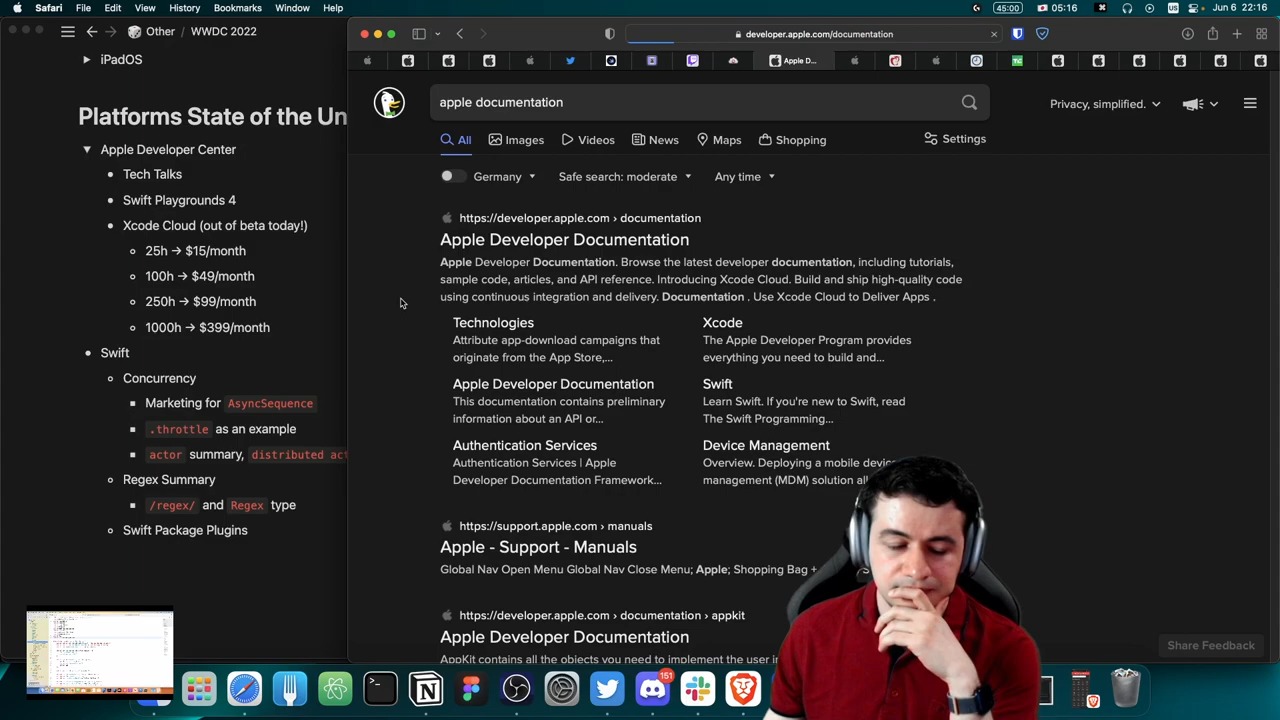 Safari File Edit View History Bookmarks Window Help
45:00 05:16 US Jun 6 22:16
Other / WWDC 2022
iPadOS
Platforms State of the Un
Apple Developer Center
Tech Talks
Swift Playgrounds 4
Xcode Cloud (out of beta today!)
25h → $15/month
100h → $49/month
250h → $99/month
1000h → $399/month
Swift
Concurrency
Marketing for AsyncSequence
.throttle as an example
actor summary, distributed act
Regex Summary
/regex/ and Regex type
Swift Package Plugins
developer.apple.com/documentation
Apple D...
apple documentation
Privacy, simplified.
All Images Videos News Maps Shopping Settings
Germany Safe search: moderate Any time
https://developer.apple.com › documentation
Apple Developer Documentation
Apple Developer Documentation. Browse the latest developer documentation, including tutorials,
sample code, articles, and API reference. Introducing Xcode Cloud. Build and ship high-quality code
using continuous integration and delivery. Documentation . Use Xcode Cloud to Deliver Apps .
Technologies
Attribute app-download campaigns that
originate from the App Store,...
Xcode
The Apple Developer Program provides
everything you need to build and...
Apple Developer Documentation
This documentation contains preliminary
information about an API or...
Swift
Learn Swift. If you're new to Swift, read
The Swift Programming...
Authentication Services
Authentication Services | Apple
Developer Documentation Framework...
Device Management
Overview. Deploying a mobile devic
management (MDM) solution all
https://support.apple.com › manuals
Apple - Support - Manuals
Global Nav Open Menu Global Nav Close Menu; Apple; Shopping Bag +
https://developer.apple.com › documentation › appkit
Apple Developer Documentation
AppKit contains all the objects you need to implement the user in
Share Feedback
151